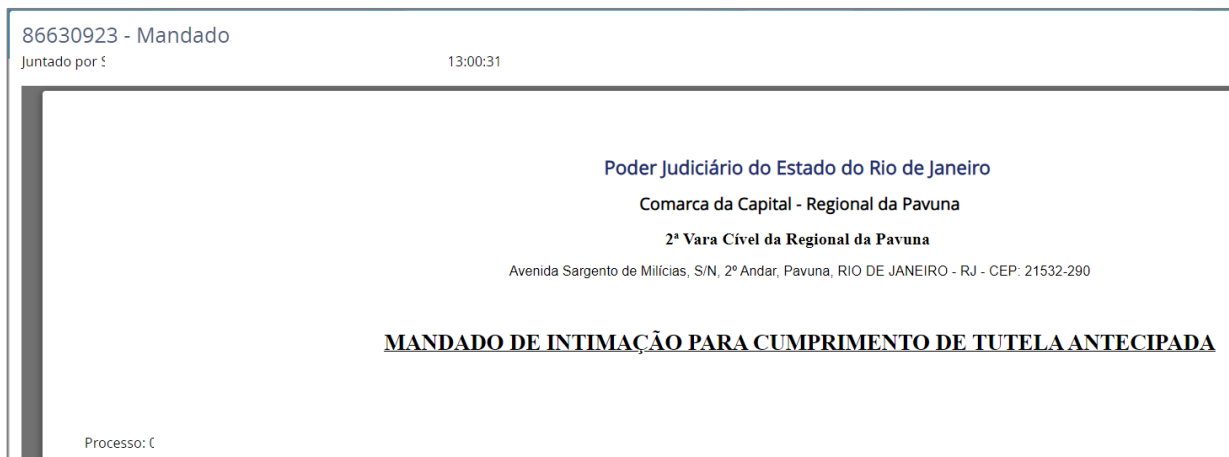 86630923 - Mandado
Juntado por S
13:00:31
Poder Judiciário do Estado do Rio de Janeiro
Comarca da Capital - Regional da Pavuna
2ª Vara Cível da Regional da Pavuna
Avenida Sargento de Milícias, S/N, 2º Andar, Pavuna, RIO DE JANEIRO - RJ - CEP: 21532-290
MANDADO DE INTIMAÇÃO PARA CUMPRIMENTO DE TUTELA ANTECIPADA
Processo: 0